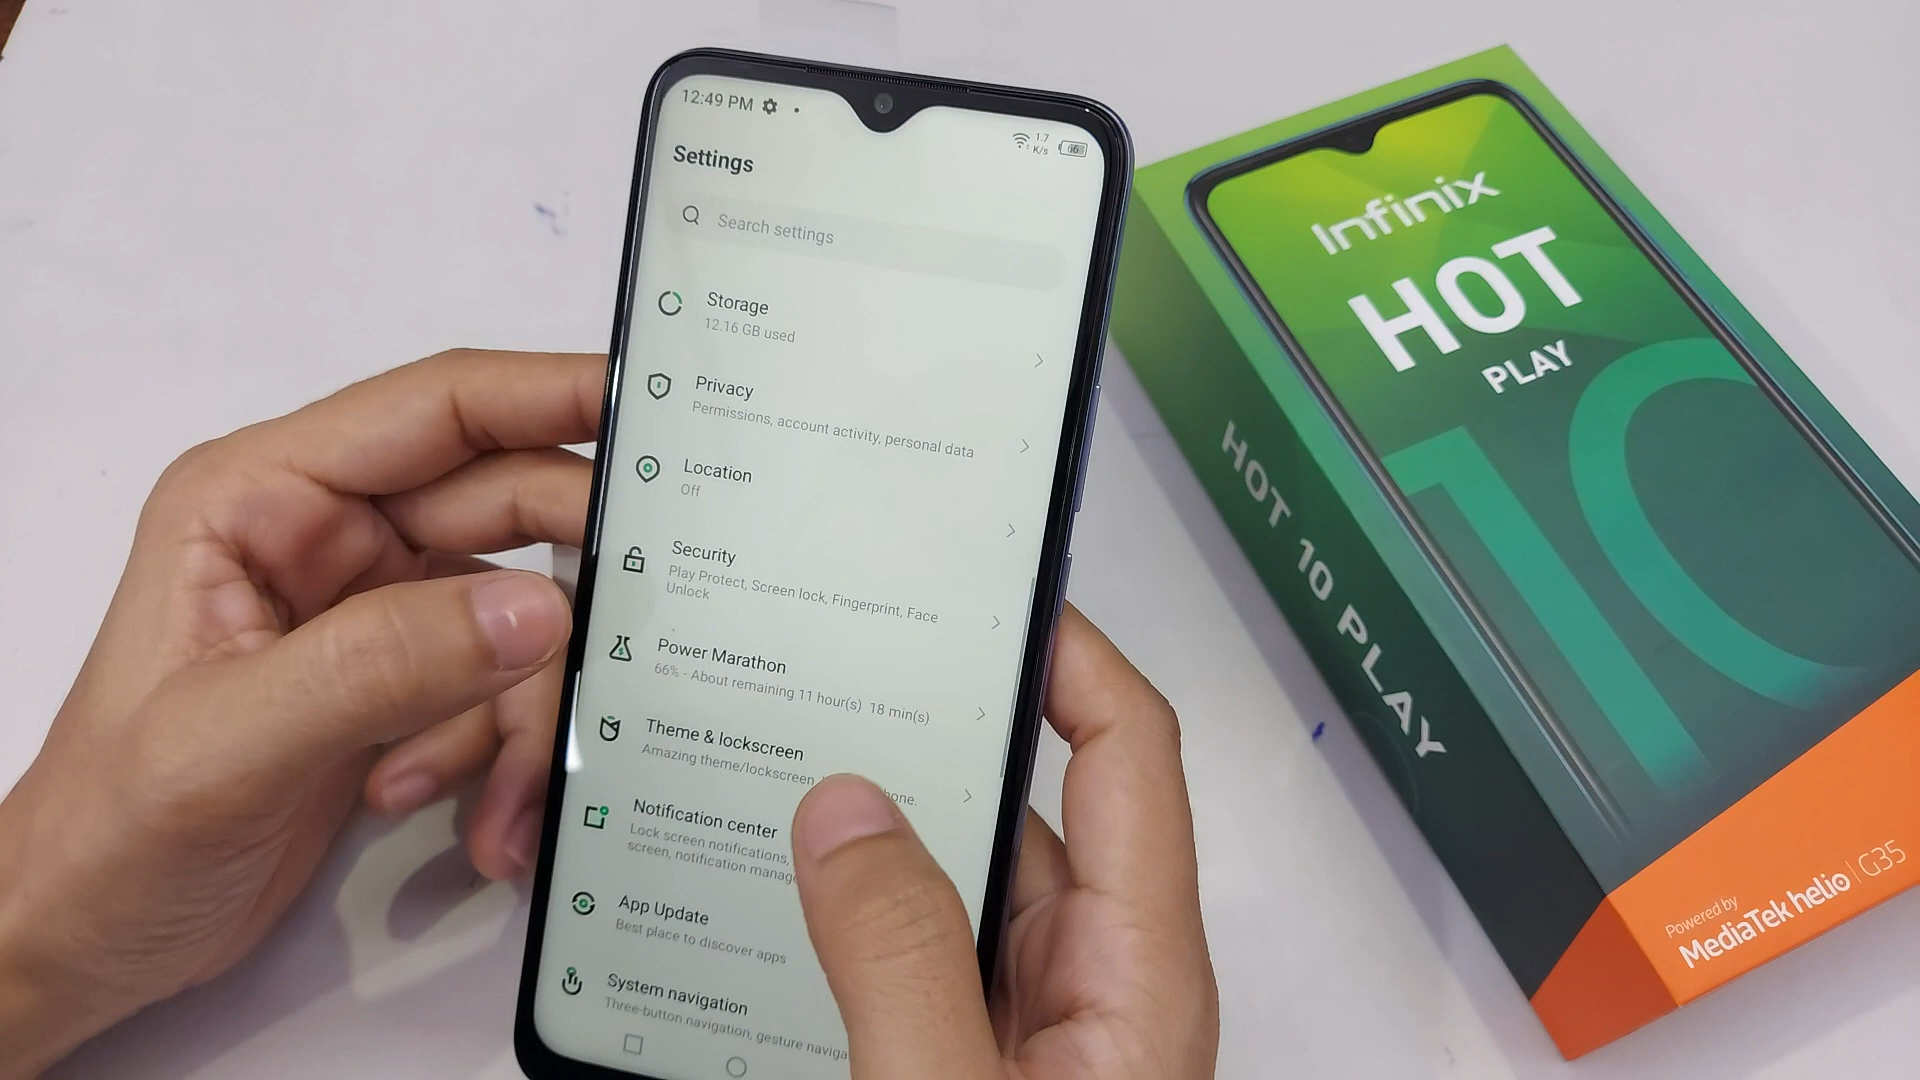 12:49 PM
1.7
K/s
66
Settings
Search settings
Storage
12.16 GB used
Privacy
Permissions, account activity, personal data
Location
Off
Security
Play Protect, Screen lock, Fingerprint, Face
Unlock
Power Marathon
66% - About remaining 11 hour(s) 18 min(s)
Theme & lockscreen
Amazing theme/lockscreen
hone.
Notification center
Lock screen notifications,
screen, notification
App Update
Best place to discover apps
System navigation
Three-button navigation, gesture
Infinix
HOT
PLAY
10
HOT 10 PLAY
Powered by
MediaTek helio | G35